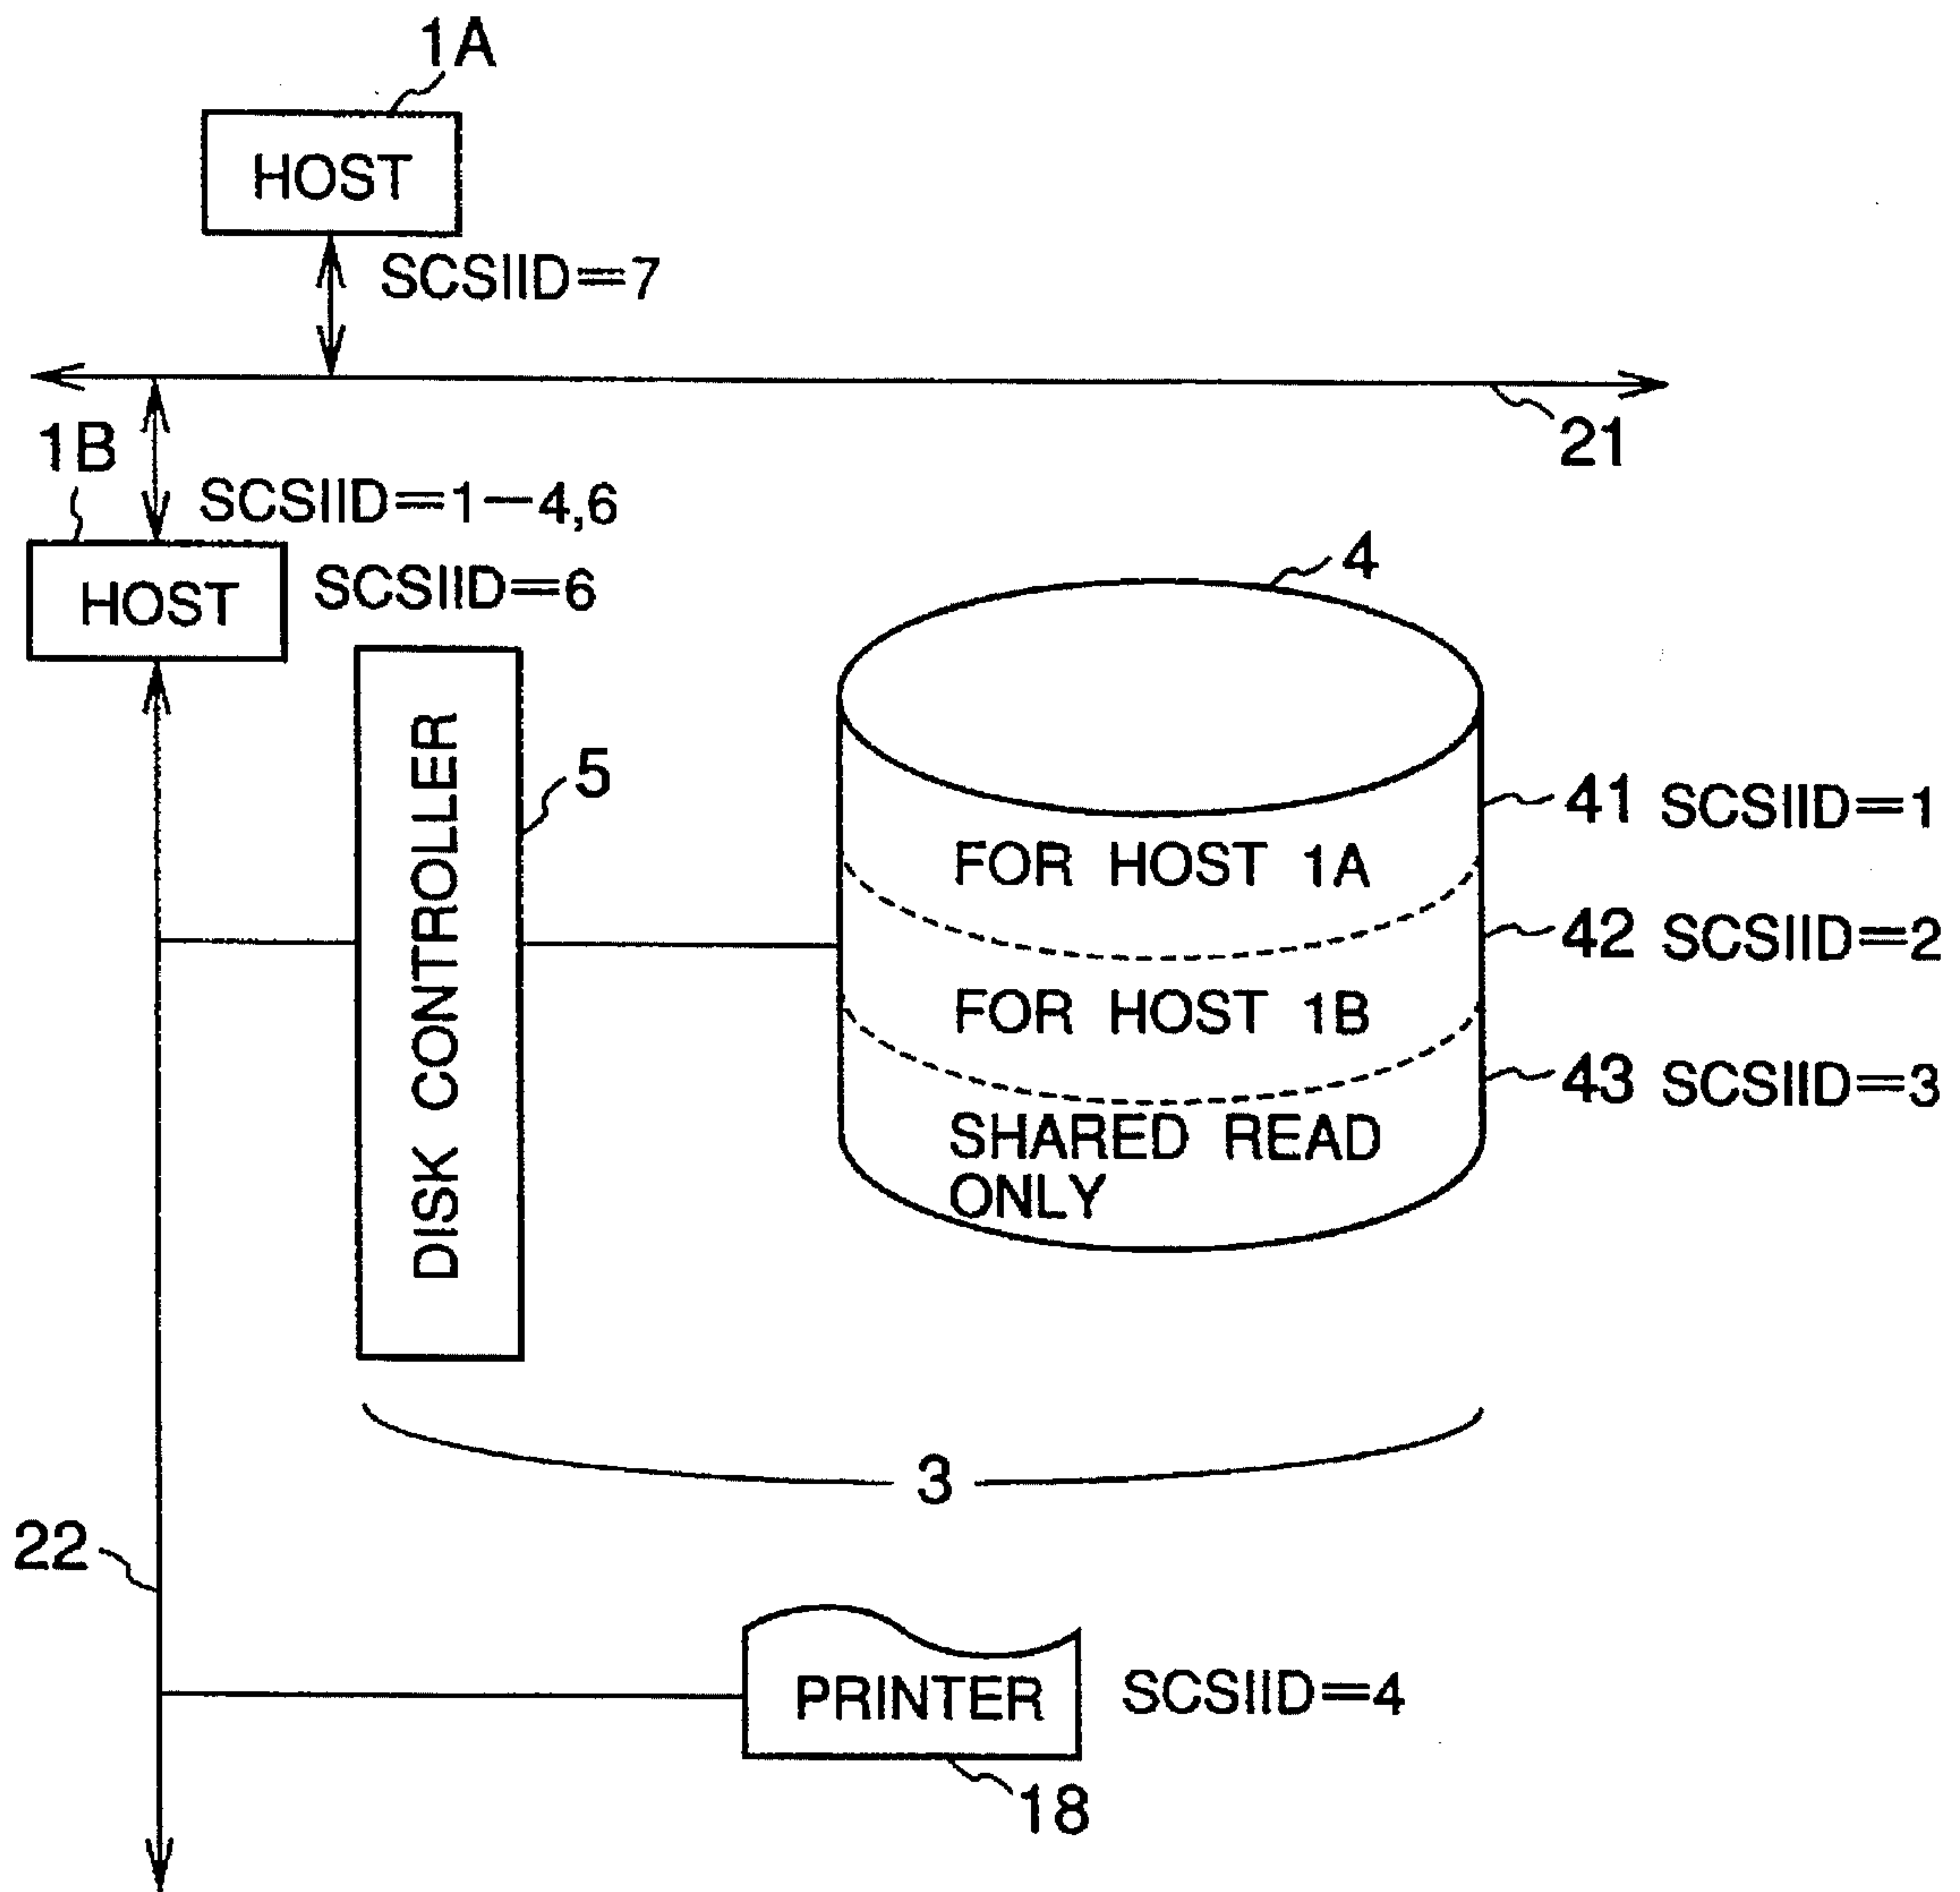 1A
HOST
SCSIID=7
21
1B
SCSIID=1-4,6
HOST
SCSIID=6
4
DISK CONTROLLER
5
41 SCSIID=1
FOR HOST 1A
42 SCSIID=2
FOR HOST 1B
43 SCSIID=3
SHARED READ
ONLY
3
22
PRINTER
SCSIID=4
18